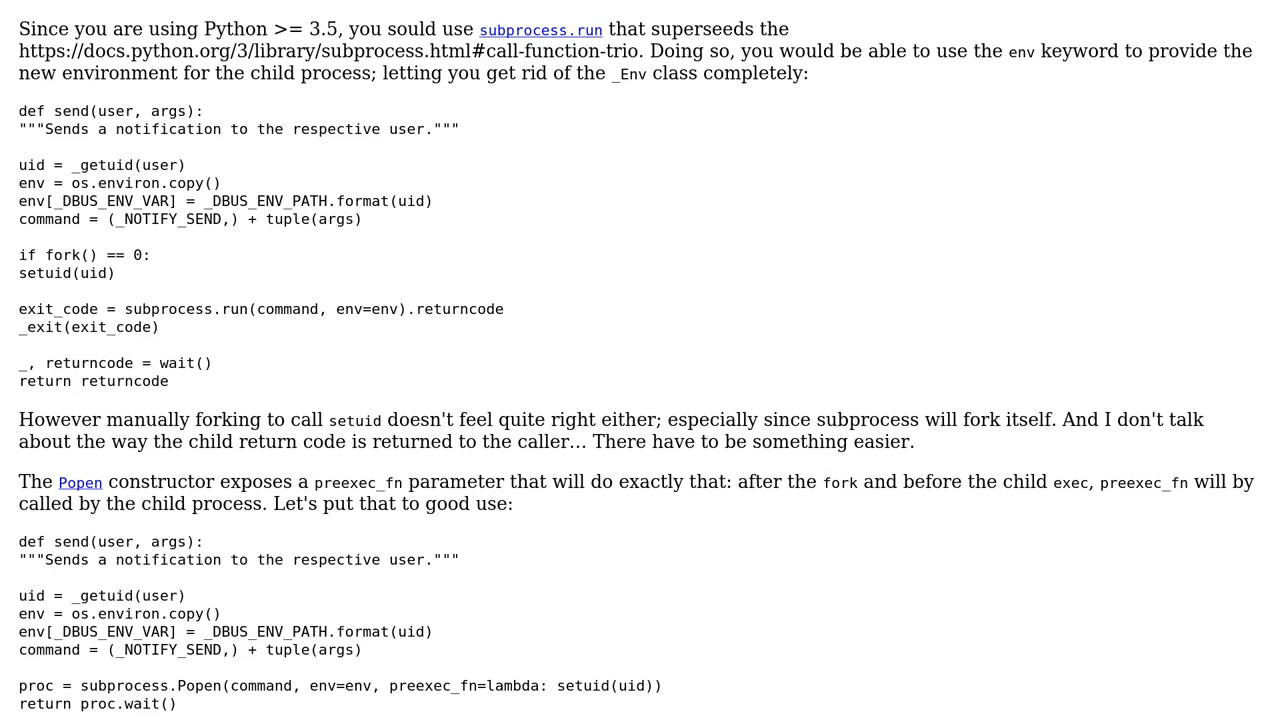 Since you are using Python >= 3.5, you sould use subprocess.run that superseeds the
https://docs.python.org/3/library/subprocess.html#call-function-trio. Doing so, you would be able to use the env keyword to provide the
new environment for the child process; letting you get rid of the _Env class completely:
def send(user, args):
"""Sends a notification to the respective user."""
uid = _getuid(user)
env = os.environ.copy()
env[_DBUS_ENV_VAR] = _DBUS_ENV_PATH.format(uid)
command = (_NOTIFY_SEND,) + tuple(args)
if fork() == 0:
setuid(uid)
exit_code = subprocess.run(command, env=env).returncode
_exit(exit_code)
_, returncode = wait()
return returncode
However manually forking to call setuid doesn't feel quite right either; especially since subprocess will fork itself. And I don't talk
about the way the child return code is returned to the caller… There have to be something easier.
The Popen constructor exposes a preexec_fn parameter that will do exactly that: after the fork and before the child exec, preexec_fn will by
called by the child process. Let's put that to good use:
def send(user, args):
"""Sends a notification to the respective user."""
uid = _getuid(user)
env = os.environ.copy()
env[_DBUS_ENV_VAR] = _DBUS_ENV_PATH.format(uid)
command = (_NOTIFY_SEND,) + tuple(args)
proc = subprocess.Popen(command, env=env, preexec_fn=lambda: setuid(uid))
return proc.wait()